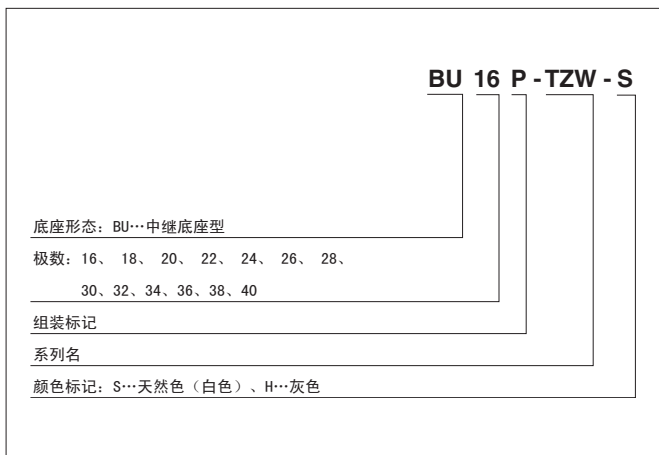 BU 16 P - TZW - S
底座形态：BU…中继底座型
极数：16、 18、 20、 22、 24、 26、 28、
30、32、34、36、38、40
组装标记
系列名
颜色标记：S…天然色（白色）、H…灰色